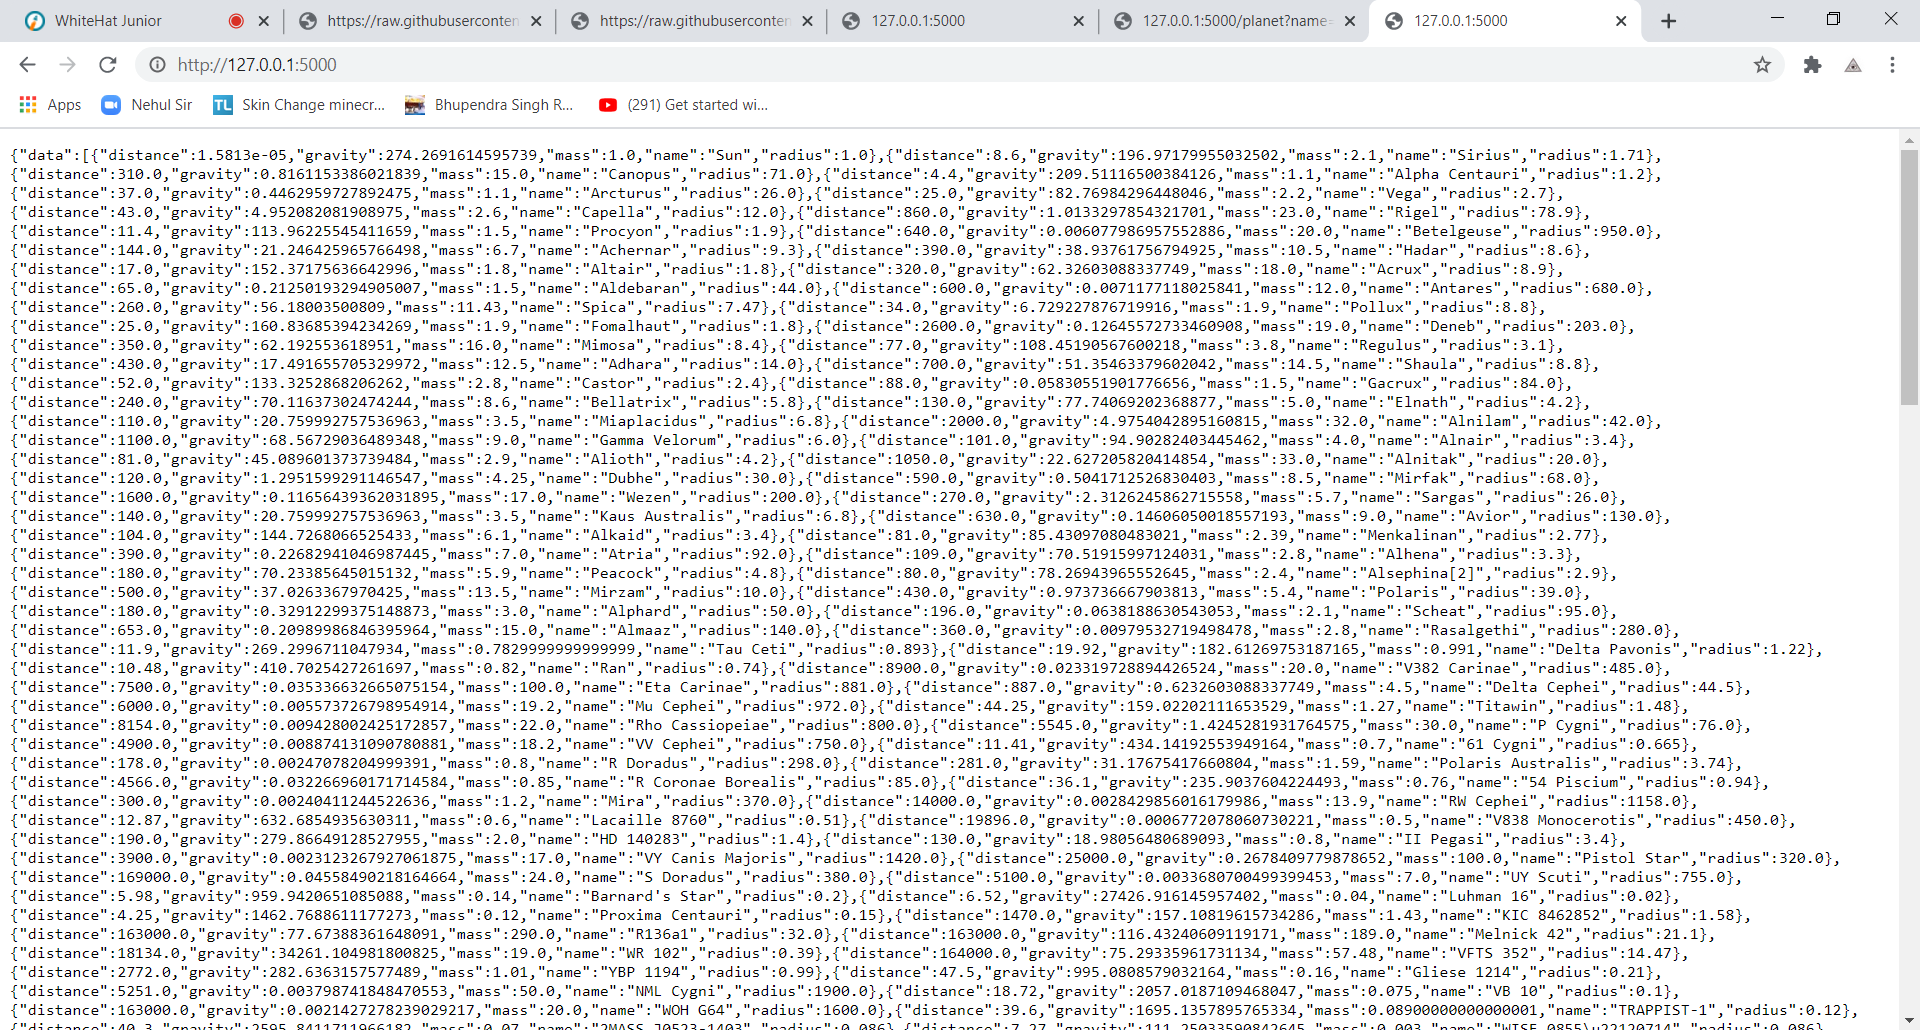 WhiteHat Junior
https://raw.githubuserconten
https://raw.githubuserconten
127.0.0.1:5000
127.0.0.1:5000/planet?name=
127.0.0.1:5000
http://127.0.0.1:5000
Apps
Nehul Sir
TL Skin Change minecr...
Bhupendra Singh R...
(291) Get started wi...
{"data":[{"distance":1.5813e-05,"gravity":274.2691614595739,"mass":1.0,"name":"Sun","radius":1.0},{"distance":8.6,"gravity":196.97179955032502,"mass":2.1,"name":"Sirius","radius":1.71},
{"distance":310.0,"gravity":0.8161153386021839,"mass":15.0,"name":"Canopus","radius":71.0},{"distance":4.4,"gravity":209.51116500384126,"mass":1.1,"name":"Alpha Centauri","radius":1.2},
{"distance":37.0,"gravity":0.4462959727892475,"mass":1.1,"name":"Arcturus","radius":26.0},{"distance":25.0,"gravity":82.76984296448046,"mass":2.2,"name":"Vega","radius":2.7},
{"distance":43.0,"gravity":4.952082081908975,"mass":2.6,"name":"Capella","radius":12.0},{"distance":860.0,"gravity":1.0133297854321701,"mass":23.0,"name":"Rigel","radius":78.9},
{"distance":11.4,"gravity":113.96225545411659,"mass":1.5,"name":"Procyon","radius":1.9},{"distance":640.0,"gravity":0.006077986957552886,"mass":20.0,"name":"Betelgeuse","radius":950.0},
{"distance":144.0,"gravity":21.246425965766498,"mass":6.7,"name":"Achernar","radius":9.3},{"distance":390.0,"gravity":38.93761756794925,"mass":10.5,"name":"Hadar","radius":8.6},
{"distance":17.0,"gravity":152.37175636642996,"mass":1.8,"name":"Altair","radius":1.8},{"distance":320.0,"gravity":62.32603088337749,"mass":18.0,"name":"Acrux","radius":8.9},
{"distance":65.0,"gravity":0.21250193294905007,"mass":1.5,"name":"Aldebaran","radius":44.0},{"distance":600.0,"gravity":0.0071177118025841,"mass":12.0,"name":"Antares","radius":680.0},
{"distance":260.0,"gravity":56.18003500809,"mass":11.43,"name":"Spica","radius":7.47},{"distance":34.0,"gravity":6.729227876719916,"mass":1.9,"name":"Pollux","radius":8.8},
{"distance":25.0,"gravity":160.83685394234269,"mass":1.9,"name":"Fomalhaut","radius":1.8},{"distance":2600.0,"gravity":0.12645572733460908,"mass":19.0,"name":"Deneb","radius":203.0},
{"distance":350.0,"gravity":62.192553618951,"mass":16.0,"name":"Mimosa","radius":8.4},{"distance":77.0,"gravity":108.45190567600218,"mass":3.8,"name":"Regulus","radius":3.1},
{"distance":430.0,"gravity":17.491655705329972,"mass":12.5,"name":"Adhara","radius":14.0},{"distance":700.0,"gravity":51.35463379602042,"mass":14.5,"name":"Shaula","radius":8.8},
{"distance":52.0,"gravity":133.3252868206262,"mass":2.8,"name":"Castor","radius":2.4},{"distance":88.0,"gravity":0.05830551901776656,"mass":1.5,"name":"Gacrux","radius":84.0},
{"distance":240.0,"gravity":70.11637302474244,"mass":8.6,"name":"Bellatrix","radius":5.8},{"distance":130.0,"gravity":77.74069202368877,"mass":5.0,"name":"Elnath","radius":4.2},
{"distance":110.0,"gravity":20.759992757536963,"mass":3.5,"name":"Miaplacidus","radius":6.8},{"distance":2000.0,"gravity":4.9754042895160815,"mass":32.0,"name":"Alnilam","radius":42.0},
{"distance":1100.0,"gravity":68.56729036489348,"mass":9.0,"name":"Gamma Velorum","radius":6.0},{"distance":101.0,"gravity":94.90282403445462,"mass":4.0,"name":"Alnair","radius":3.4},
{"distance":81.0,"gravity":45.089601373739484,"mass":2.9,"name":"Alioth","radius":4.2},{"distance":1050.0,"gravity":22.627205820414854,"mass":33.0,"name":"Alnitak","radius":20.0},
{"distance":120.0,"gravity":1.2951599291146547,"mass":4.25,"name":"Dubhe","radius":30.0},{"distance":590.0,"gravity":0.5041712526830403,"mass":8.5,"name":"Mirfak","radius":68.0},
{"distance":1600.0,"gravity":0.11656439362031895,"mass":17.0,"name":"Wezen","radius":200.0},{"distance":270.0,"gravity":2.3126245862715558,"mass":5.7,"name":"Sargas","radius":26.0},
{"distance":140.0,"gravity":20.759992757536963,"mass":3.5,"name":"Kaus Australis","radius":6.8},{"distance":630.0,"gravity":0.14606050018557193,"mass":9.0,"name":"Avior","radius":130.0},
{"distance":104.0,"gravity":144.7268066525433,"mass":6.1,"name":"Alkaid","radius":3.4},{"distance":81.0,"gravity":85.43097080483021,"mass":2.39,"name":"Menkalinan","radius":2.77},
{"distance":390.0,"gravity":0.22682941046987445,"mass":7.0,"name":"Atria","radius":92.0},{"distance":109.0,"gravity":70.51915997124031,"mass":2.8,"name":"Alhena","radius":3.3},
{"distance":180.0,"gravity":70.23385645015132,"mass":5.9,"name":"Peacock","radius":4.8},{"distance":80.0,"gravity":78.26943965552645,"mass":2.4,"name":"Alsephina[2]","radius":2.9},
{"distance":500.0,"gravity":37.0263367970425,"mass":13.5,"name":"Mirzam","radius":10.0},{"distance":430.0,"gravity":0.973736667903813,"mass":5.4,"name":"Polaris","radius":39.0},
{"distance":180.0,"gravity":0.32912299375148873,"mass":3.0,"name":"Alphard","radius":50.0},{"distance":196.0,"gravity":0.0638188630543053,"mass":2.1,"name":"Scheat","radius":95.0},
{"distance":653.0,"gravity":0.20989986846395964,"mass":15.0,"name":"Almaaz","radius":140.0},{"distance":360.0,"gravity":0.00979532719498478,"mass":2.8,"name":"Rasalgethi","radius":280.0},
{"distance":11.9,"gravity":269.2996711047934,"mass":0.7829999999999999,"name":"Tau Ceti","radius":0.893},{"distance":19.92,"gravity":182.61269753187165,"mass":0.991,"name":"Delta Pavonis","radius":1.22},
{"distance":10.48,"gravity":410.7025427261697,"mass":0.82,"name":"Ran","radius":0.74},{"distance":8900.0,"gravity":0.023319728894426524,"mass":20.0,"name":"V382 Carinae","radius":485.0},
{"distance":7500.0,"gravity":0.035336632665075154,"mass":100.0,"name":"Eta Carinae","radius":881.0},{"distance":887.0,"gravity":0.6232603088337749,"mass":4.5,"name":"Delta Cephei","radius":44.5},
{"distance":6000.0,"gravity":0.005573726798954914,"mass":19.2,"name":"Mu Cephei","radius":972.0},{"distance":44.25,"gravity":159.02202111653529,"mass":1.27,"name":"Titawin","radius":1.48},
{"distance":8154.0,"gravity":0.009428002425172857,"mass":22.0,"name":"Rho Cassiopeiae","radius":800.0},{"distance":5545.0,"gravity":1.4245281931764575,"mass":30.0,"name":"P Cygni","radius":76.0},
{"distance":4900.0,"gravity":0.008874131090780881,"mass":18.2,"name":"VV Cephei","radius":750.0},{"distance":11.41,"gravity":434.14192553949164,"mass":0.7,"name":"61 Cygni","radius":0.665},
{"distance":178.0,"gravity":0.00247078204999391,"mass":0.8,"name":"R Doradus","radius":298.0},{"distance":281.0,"gravity":31.17675417660804,"mass":1.59,"name":"Polaris Australis","radius":3.74},
{"distance":4566.0,"gravity":0.032266960171714584,"mass":0.85,"name":"R Coronae Borealis","radius":85.0},{"distance":36.1,"gravity":235.9037604224493,"mass":0.76,"name":"54 Piscium","radius":0.94},
{"distance":300.0,"gravity":0.00240411244522636,"mass":1.2,"name":"Mira","radius":370.0},{"distance":14000.0,"gravity":0.0028429856016179986,"mass":13.9,"name":"RW Cephei","radius":1158.0},
{"distance":12.87,"gravity":632.6854935630311,"mass":0.6,"name":"Lacaille 8760","radius":0.51},{"distance":19896.0,"gravity":0.0006772078060730221,"mass":0.5,"name":"V838 Monocerotis","radius":450.0},
{"distance":190.0,"gravity":279.86649128527955,"mass":2.0,"name":"HD 140283","radius":1.4},{"distance":130.0,"gravity":18.98056480689093,"mass":0.8,"name":"II Pegasi","radius":3.4},
{"distance":3900.0,"gravity":0.0023123267927061875,"mass":17.0,"name":"VY Canis Majoris","radius":1420.0},{"distance":25000.0,"gravity":0.2678409779878652,"mass":100.0,"name":"Pistol Star","radius":320.0},
{"distance":169000.0,"gravity":0.04558490218164664,"mass":24.0,"name":"S Doradus","radius":380.0},{"distance":5100.0,"gravity":0.0033680700499399453,"mass":7.0,"name":"UY Scuti","radius":755.0},
{"distance":5.98,"gravity":959.9420651085088,"mass":0.14,"name":"Barnard's Star","radius":0.2},{"distance":6.52,"gravity":27426.916145957402,"mass":0.04,"name":"Luhman 16","radius":0.02},
{"distance":4.25,"gravity":1462.7688611177273,"mass":0.12,"name":"Proxima Centauri","radius":0.15},{"distance":1470.0,"gravity":157.10819615734286,"mass":1.43,"name":"KIC 8462852","radius":1.58},
{"distance":163000.0,"gravity":77.67388361648091,"mass":290.0,"name":"R136a1","radius":32.0},{"distance":163000.0,"gravity":116.43240609119171,"mass":189.0,"name":"Melnick 42","radius":21.1},
{"distance":18134.0,"gravity":34261.104981800825,"mass":19.0,"name":"WR 102","radius":0.39},{"distance":164000.0,"gravity":75.29335961731134,"mass":57.48,"name":"VFTS 352","radius":14.47},
{"distance":2772.0,"gravity":282.6363157577489,"mass":1.01,"name":"YBP 1194","radius":0.99},{"distance":47.5,"gravity":995.0808579032164,"mass":0.16,"name":"Gliese 1214","radius":0.21},
{"distance":5251.0,"gravity":0.003798741848470553,"mass":50.0,"name":"NML Cygni","radius":1900.0},{"distance":18.72,"gravity":2057.0187109468047,"mass":0.075,"name":"VB 10","radius":0.1},
{"distance":163000.0,"gravity":0.0021427278239029217,"mass":20.0,"name":"WOH G64","radius":1600.0},{"distance":39.6,"gravity":1695.1357895765334,"mass":0.08900000000000001,"name":"TRAPPIST-1","radius":0.12},
{"distance":40.3,"gravity":2595.8411711966182,"mass":0.07,"name":"2MASS J0523-1403","radius":0.086},{"distance":7.27,"gravity":111.25033590842645,"mass":0.003,"name":"WISE 0855\u22120714","radius":0.086},